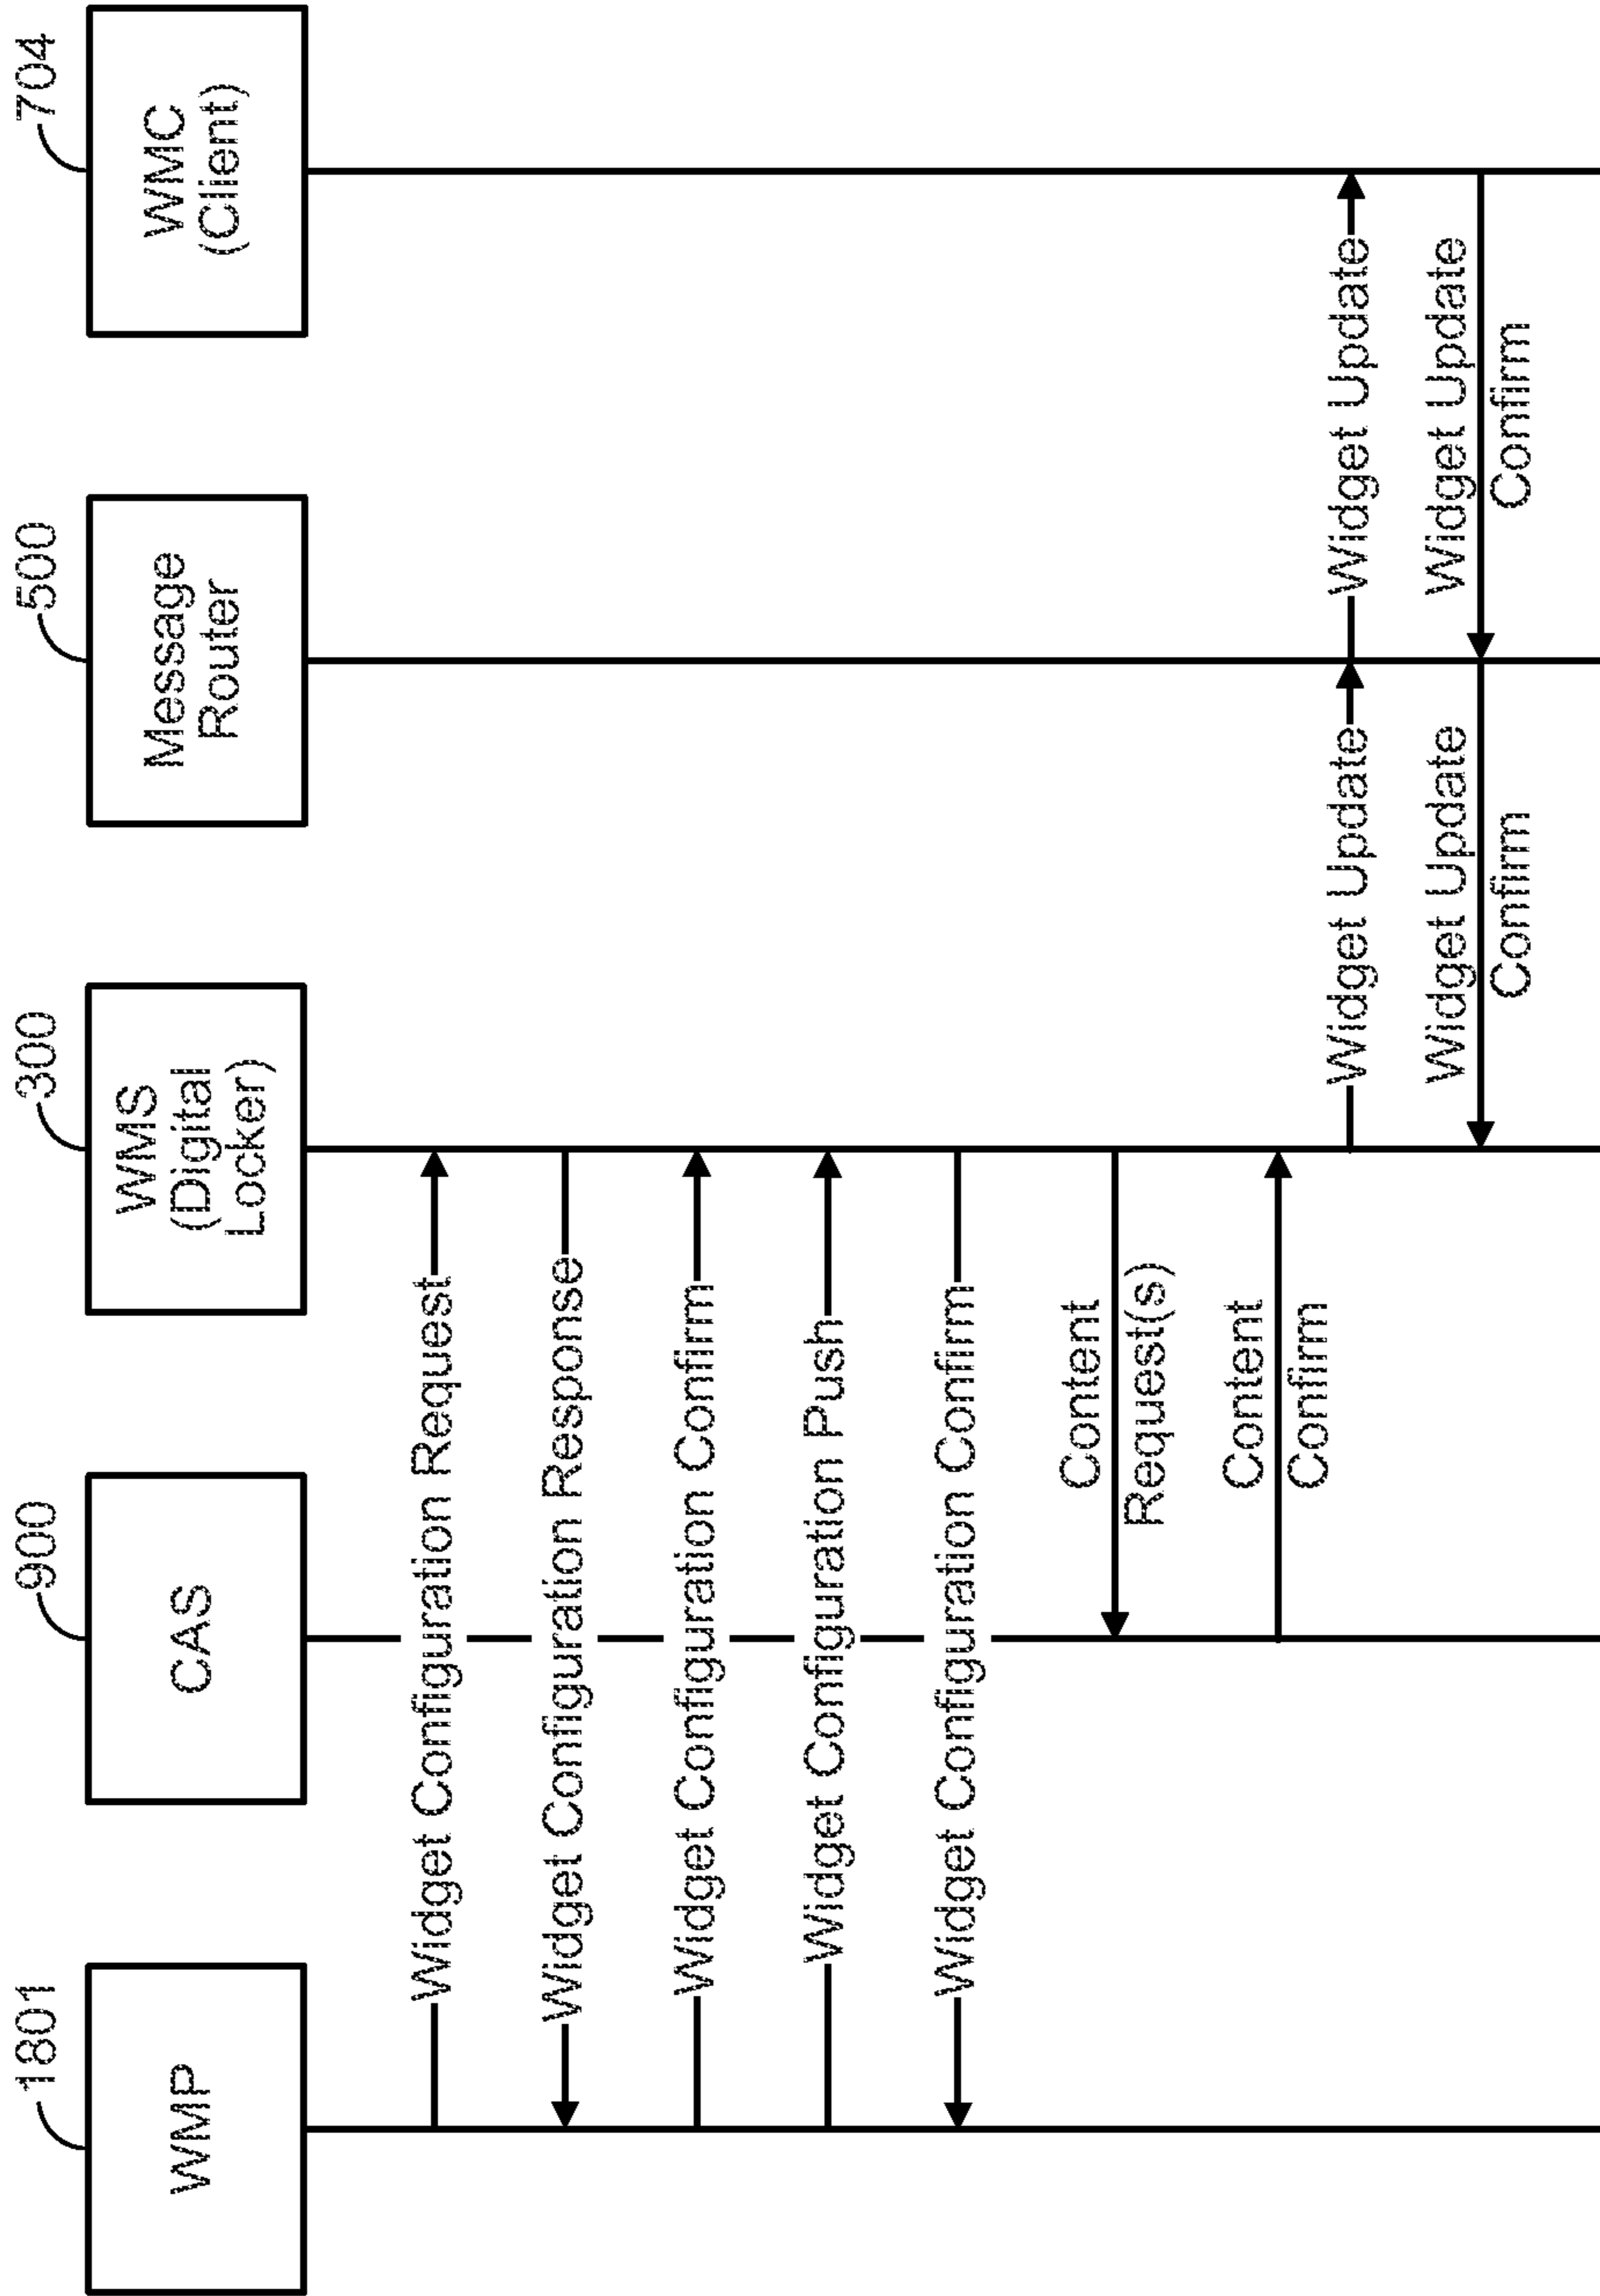 1801
900
300
500
704
WMP
CAS
WMS
(Digital
Locker)
Message
Router
WMC
(Client)
Widget Configuration Request
Widget Configuration Response
Widget Configuration Confirm
Widget Configuration Push
Widget Configuration Confirm
Content
Request(s)
Content
Confirm
Widget Update
Widget Update
Widget Update
Confirm
Widget Update
Confirm